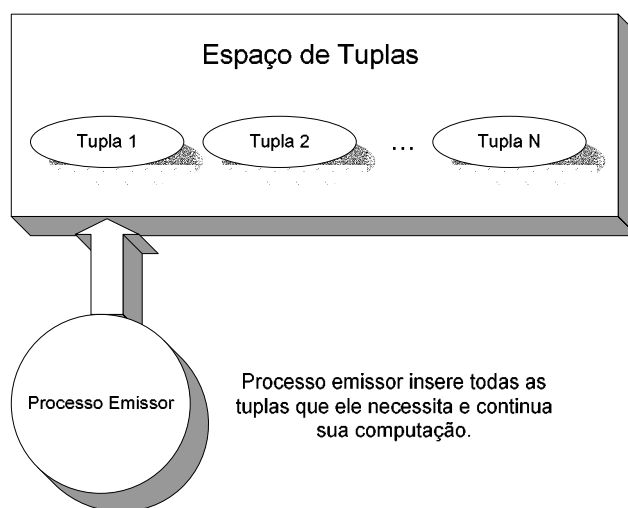 Espaço de Tuplas
Tupla 1
Tupla 2
...
Tupla N
Processo Emissor
Processo emissor insere todas as
tuplas que ele necessita e continua
sua computação.